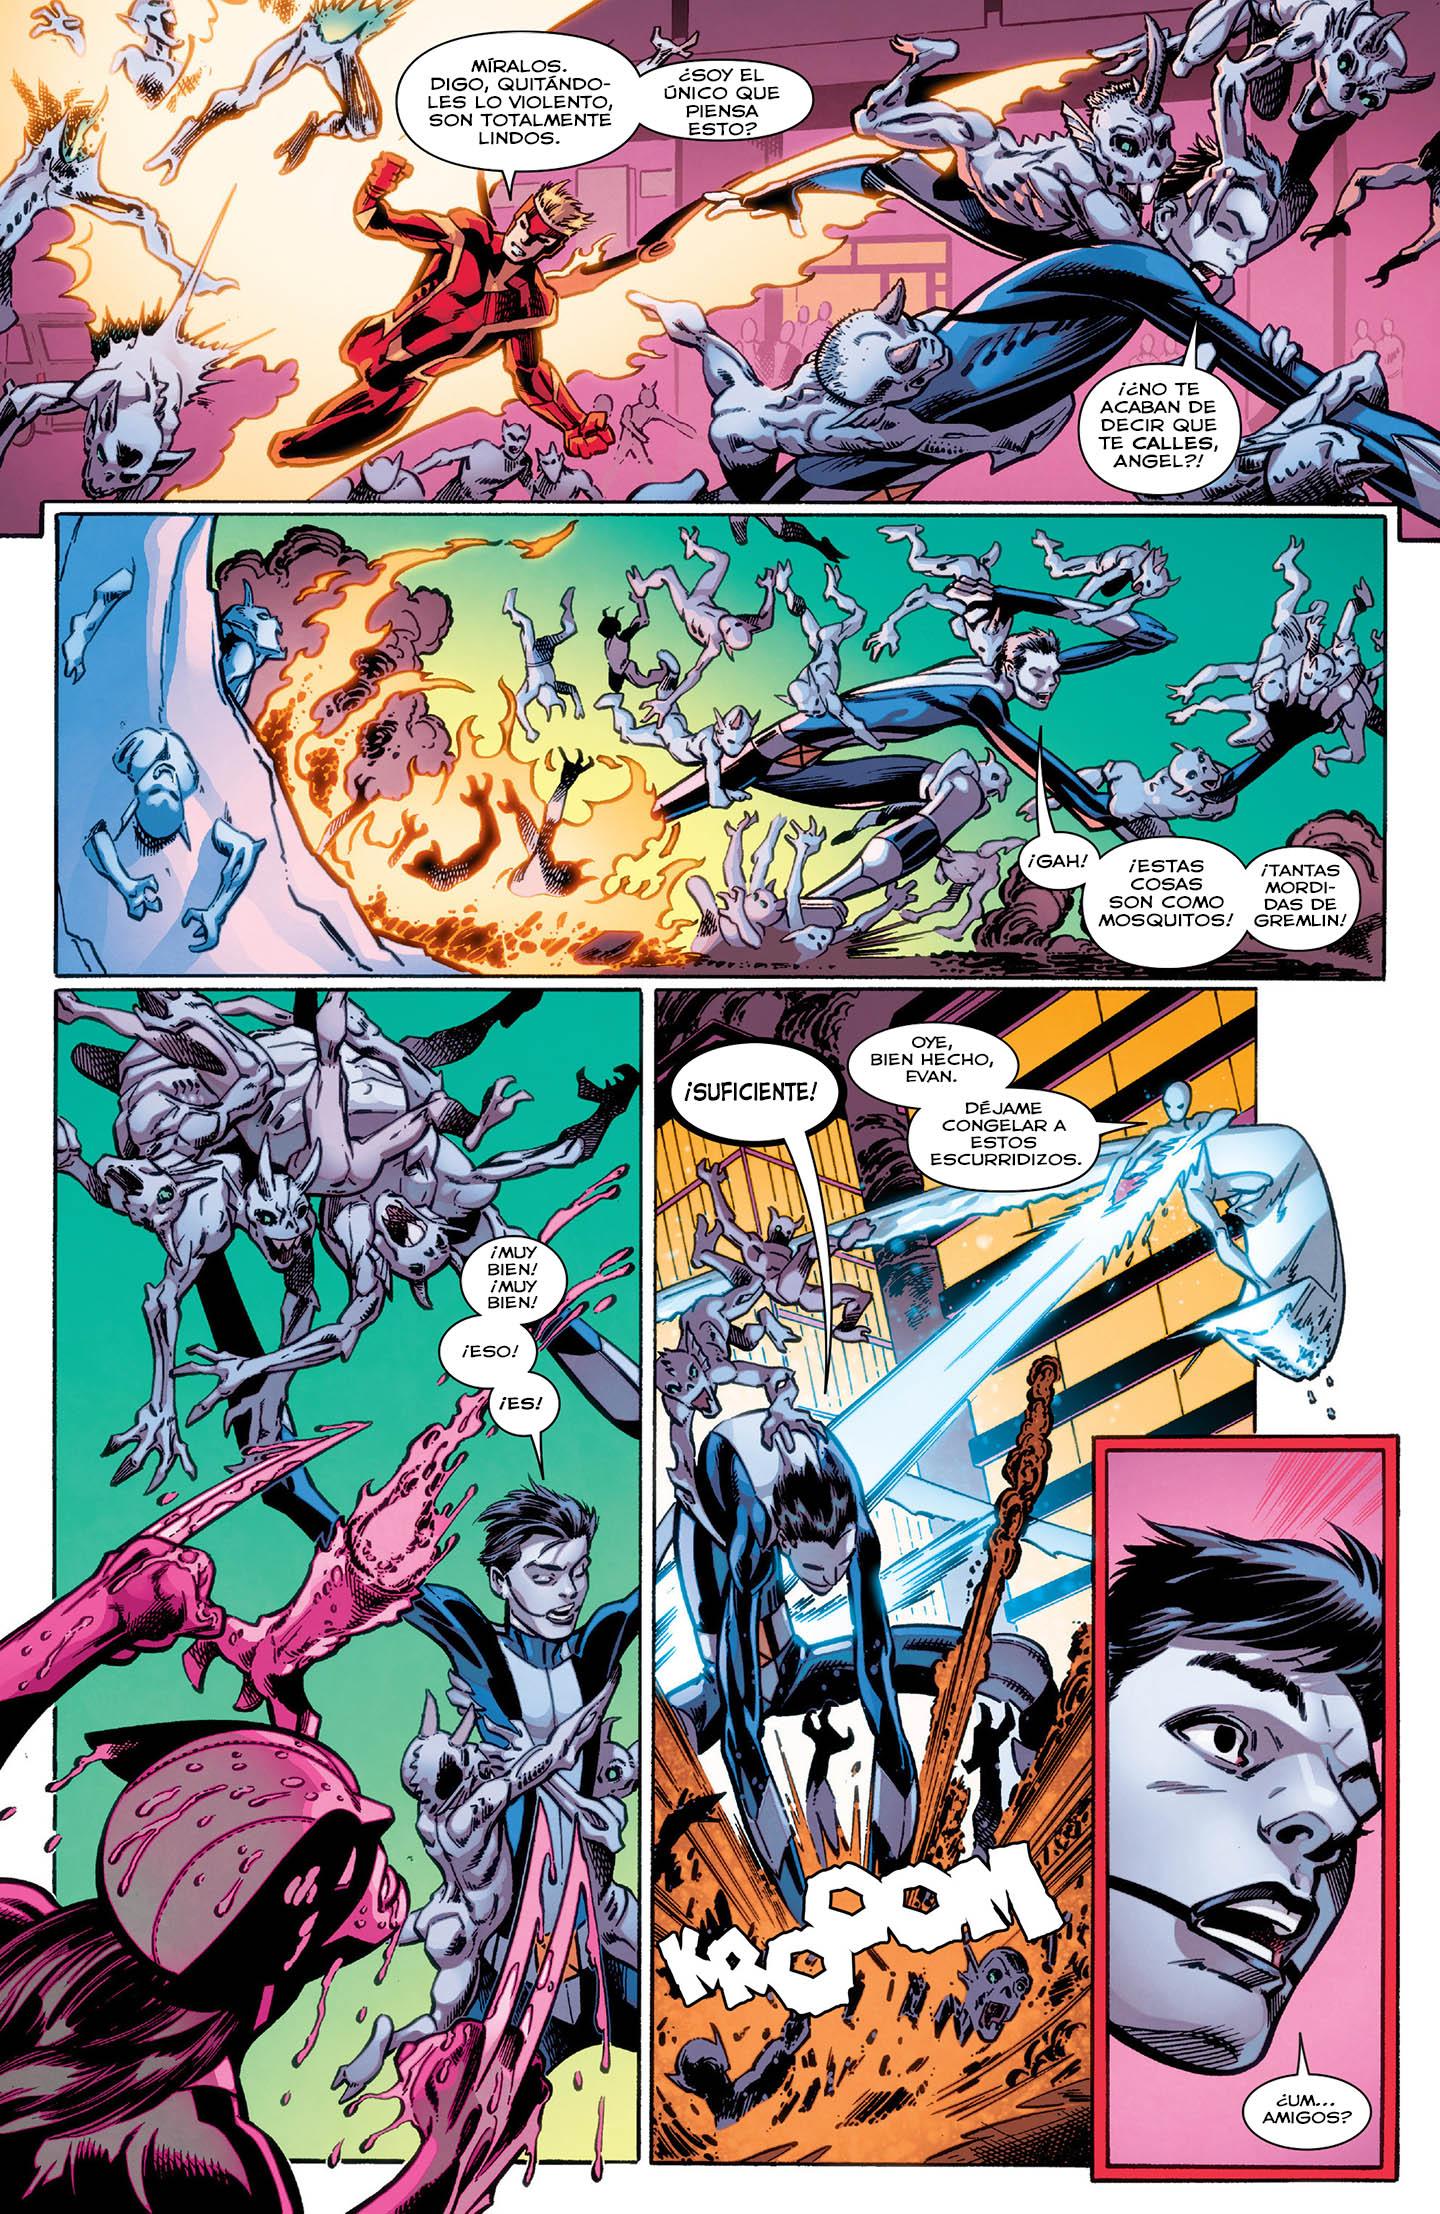 MÍRALOS.
DIGO, QUITÁNDO-
LES LO VIOLENTO,
SON TOTALMENTE
LINDOS.
¿SOY EL
ÚNICO QUE
PIENSA
ESTO?
¡¿NO TE
ACABAN DE
DECIR QUE
TE CALLES,
ANGEL?!
¡GAH!
¡ESTAS
COSAS
SON COMO
MOSQUITOS!
¡TANTAS
MORDI-
DAS DE
GREMLIN!
¡MUY
BIEN!
¡MUY
BIEN!
¡ESO!
¡ES!
¡SUFICIENTE!
OYE,
BIEN HECHO,
EVAN.
DÉJAME
CONGELAR A
ESTOS
ESCURRIDIZOS.
KROOOOM
¿UM...
AMIGOS?